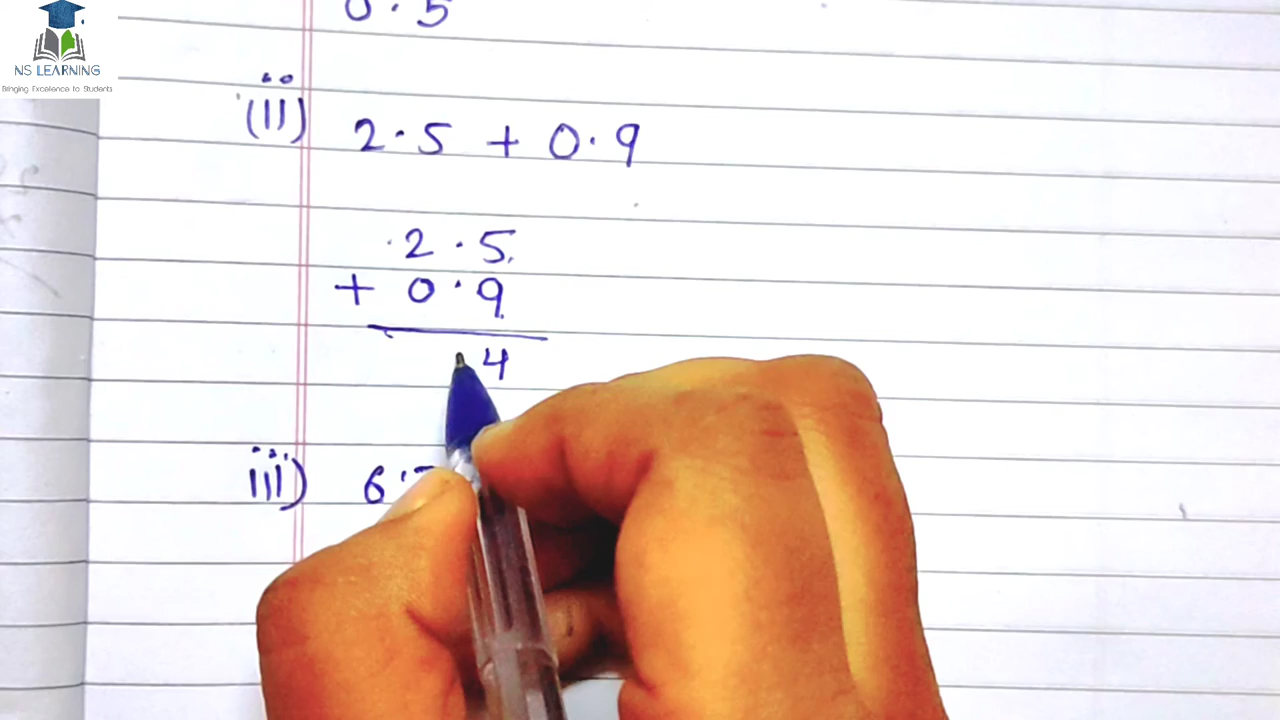 NS LEARNING
Bringing Excellence to Students
0.5
(ii) 2.5 + 0.9
2.5
+ 0.9
4
iii) 6.